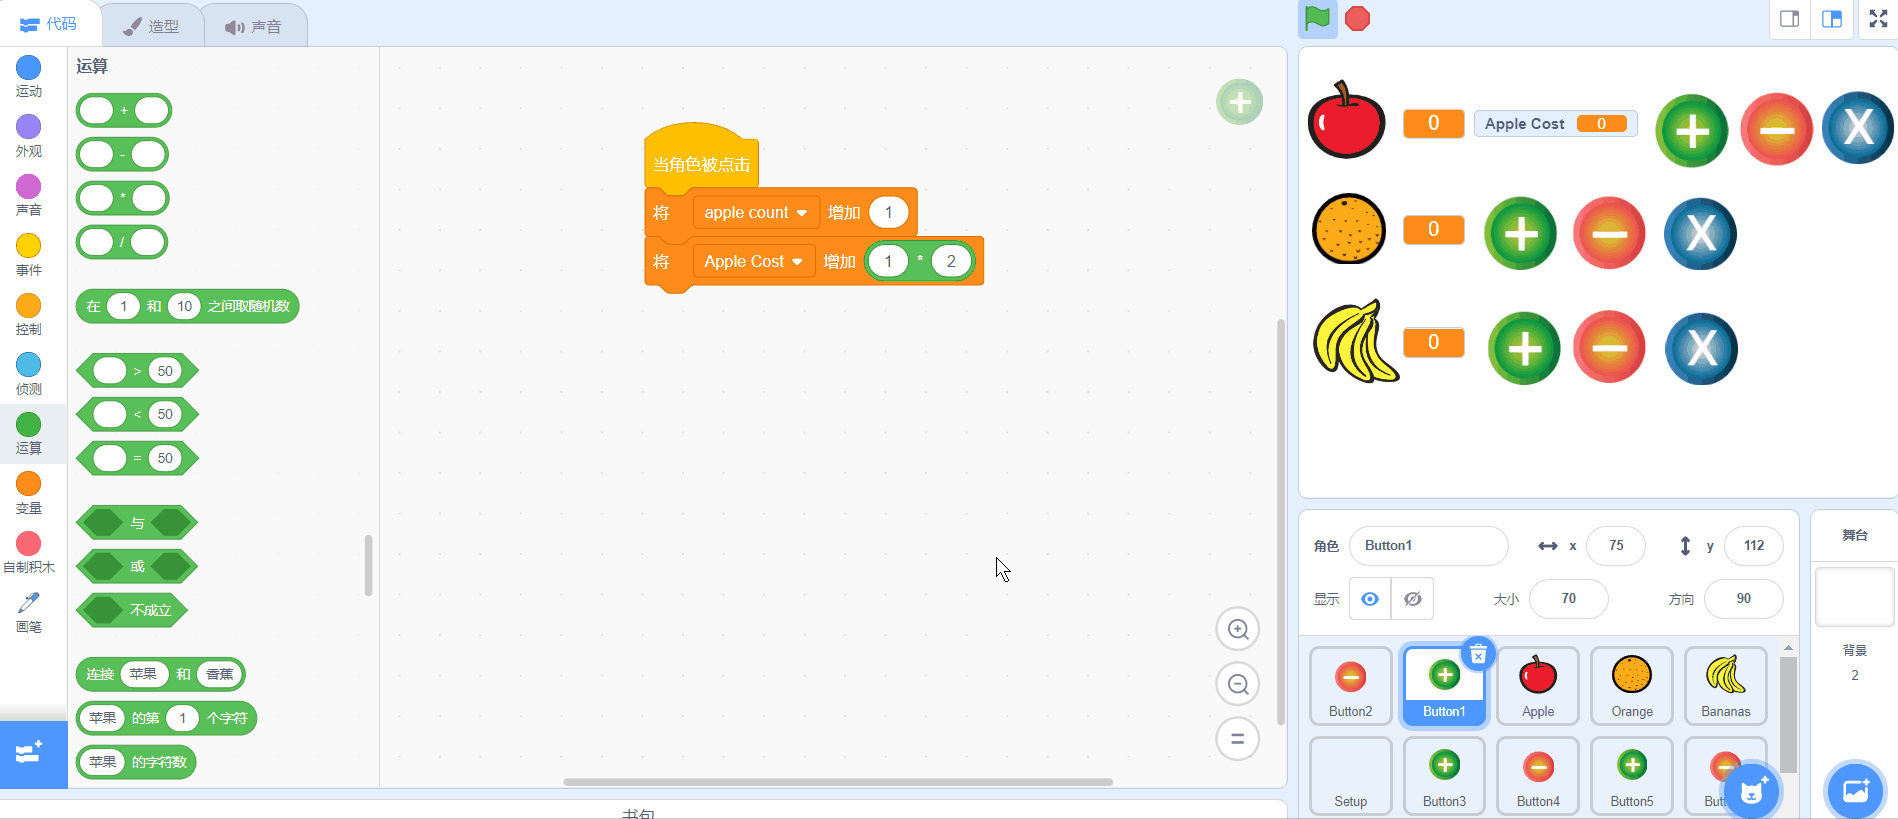 代码
造型
声音
运动
外观
声音
事件
控制
侦测
运算
变量
自制积木
画笔
运算
+
-
*
/
在 1 和 10 之间取随机数
> 50
< 50
= 50
与
或
不成立
连接 苹果 和 香蕉
苹果 的第 1 个字符
苹果 的字符数
当角色被点击
将 apple count 增加 1
将 Apple Cost 增加 1 * 2
=
0 Apple Cost 0 + − X
0 + − X
0 + − X
角色 Button1 x 75 y 112
显示 大小 70 方向 90
Button2 Button1 Apple Orange Bananas
Setup Button3 Button4 Button5 But
舞台
背景
2
书包